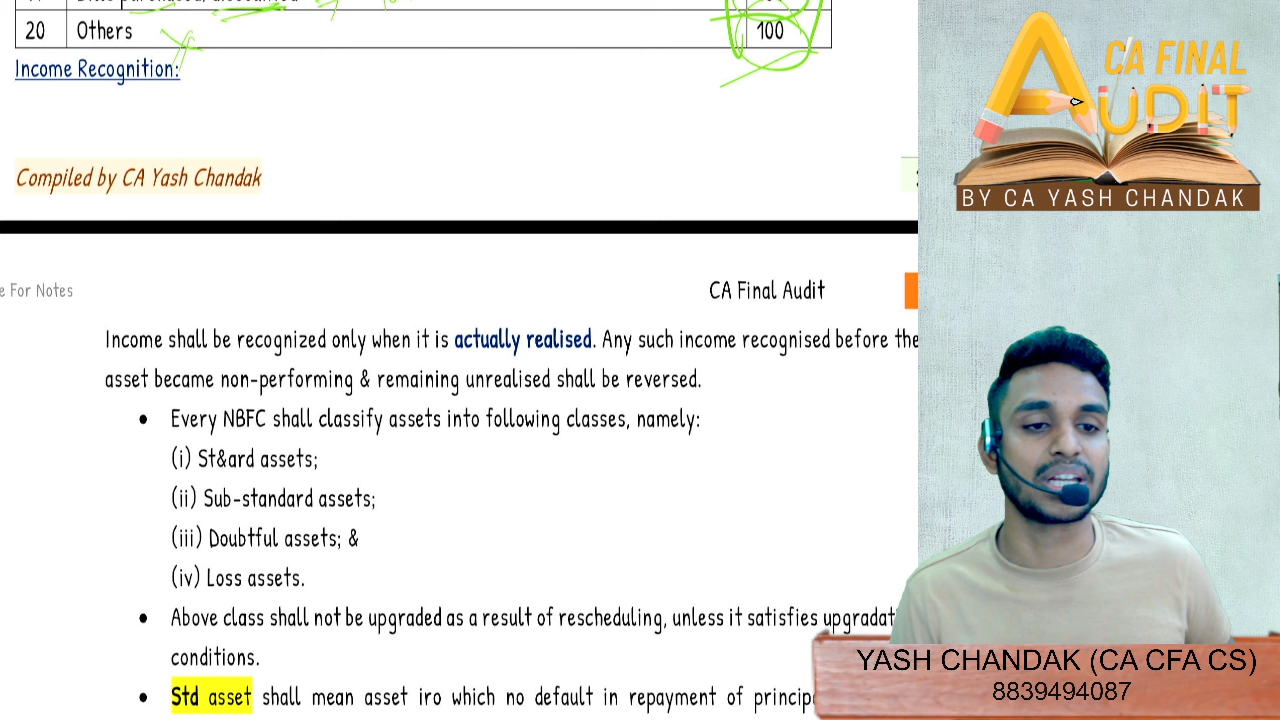 20 Others 100
Income Recognition:
Compiled by CA Yash Chandak
e For Notes
CA Final Audit
Income shall be recognized only when it is actually realised. Any such income recognised before the
asset became non-performing & remaining unrealised shall be reversed.
• Every NBFC shall classify assets into following classes, namely:
(i) St&ard assets;
(ii) Sub-standard assets;
(iii) Doubtful assets; &
(iv) Loss assets.
• Above class shall not be upgraded as a result of rescheduling, unless it satisfies upgradati
conditions.
• Std asset shall mean asset iro which no default in repayment of princip
CA FINAL
AUDIT
BY CA YASH CHANDAK
YASH CHANDAK (CA CFA CS)
8839494087